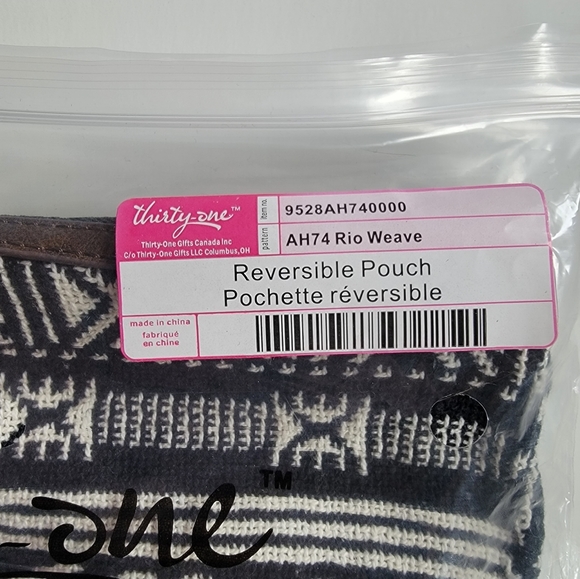 thirty-one™
Thirty-One Gifts Canada Inc
C/o Thirty-One Gifts LLC Columbus,OH
item no.
9528AH740000
pattern
AH74 Rio Weave
Reversible Pouch
Pochette réversible
made in china
fabriqué
en chine
-one™